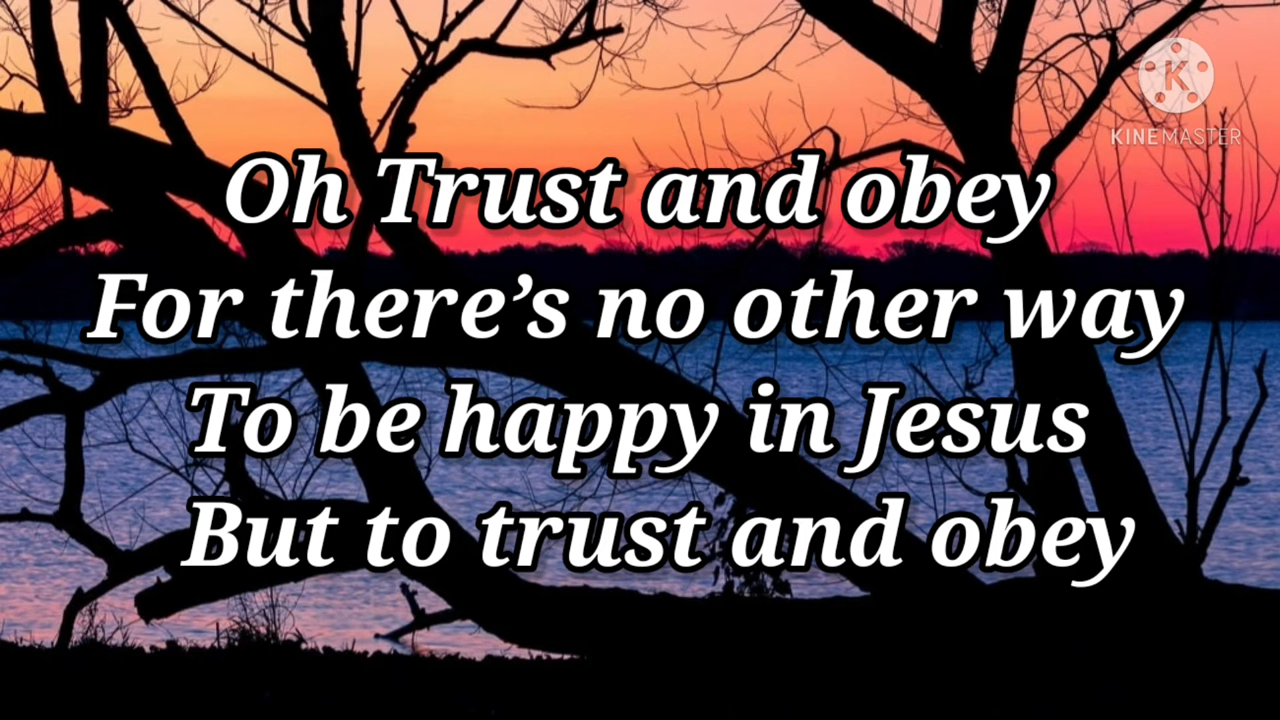 K
KINEMASTER
Oh Trust and obey
For there’s no other way
To be happy in Jesus
But to trust and obey